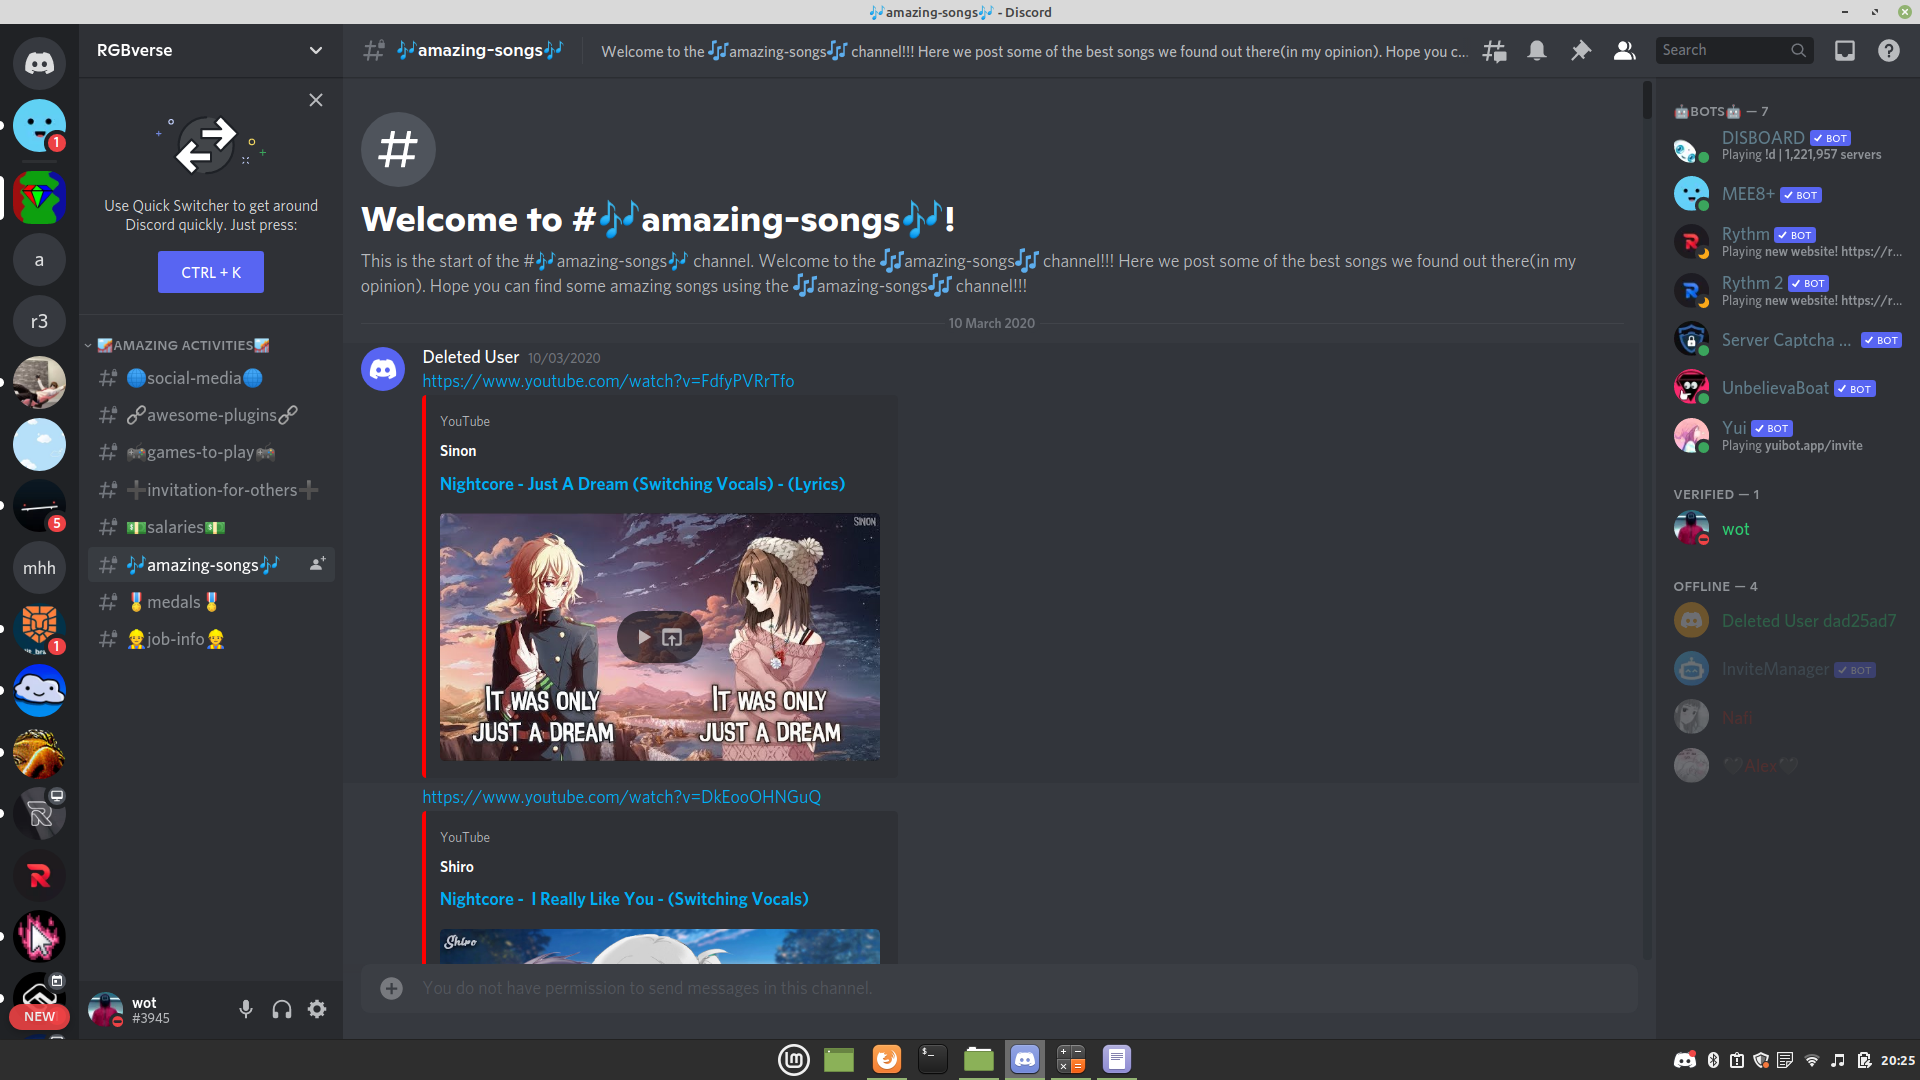 🎶amazing-songs🎶 - Discord
RGBverse
🎶amazing-songs🎶
Welcome to the 🎶amazing-songs🎶 channel!!! Here we post some of the best songs we found out there(in my opinion). Hope you c...
Search
1
Use Quick Switcher to get around
Discord quickly. Just press:
CTRL + K
a
r3
5
mhh
1
NEW
AMAZING ACTIVITIES
🌐social-media🌐
🔗awesome-plugins🔗
🎮games-to-play🎮
➕invitation-for-others➕
💵salaries💵
🎶amazing-songs🎶
🏅medals🏅
👷job-info👷
wot
#3945
Welcome to #🎶amazing-songs🎶!
This is the start of the #🎶amazing-songs🎶 channel. Welcome to the 🎶amazing-songs🎶 channel!!! Here we post some of the best songs we found out there(in my
opinion). Hope you can find some amazing songs using the 🎶amazing-songs🎶 channel!!!
10 March 2020
Deleted User 10/03/2020
https://www.youtube.com/watch?v=FdfyPVRrTfo
YouTube
Sinon
Nightcore - Just A Dream (Switching Vocals) - (Lyrics)
SINON
IT WAS ONLY
JUST A DREAM
IT WAS ONLY
JUST A DREAM
https://www.youtube.com/watch?v=DkEooOHNGuQ
YouTube
Shiro
Nightcore - I Really Like You - (Switching Vocals)
Shiro
You do not have permission to send messages in this channel.
🤖BOTS🤖 — 7
DISBOARD ✓ BOT
Playing !d | 1,221,957 servers
MEE8+ ✓ BOT
Rythm ✓ BOT
Playing new website! https://r...
Rythm 2 ✓ BOT
Playing new website! https://r...
Server Captcha ... ✓ BOT
UnbelievaBoat ✓ BOT
Yui ✓ BOT
Playing yuibot.app/invite
VERIFIED — 1
wot
OFFLINE — 4
Deleted User dad25ad7
InviteManager ✓ BOT
Nafi
🖤Alex🖤
20:25